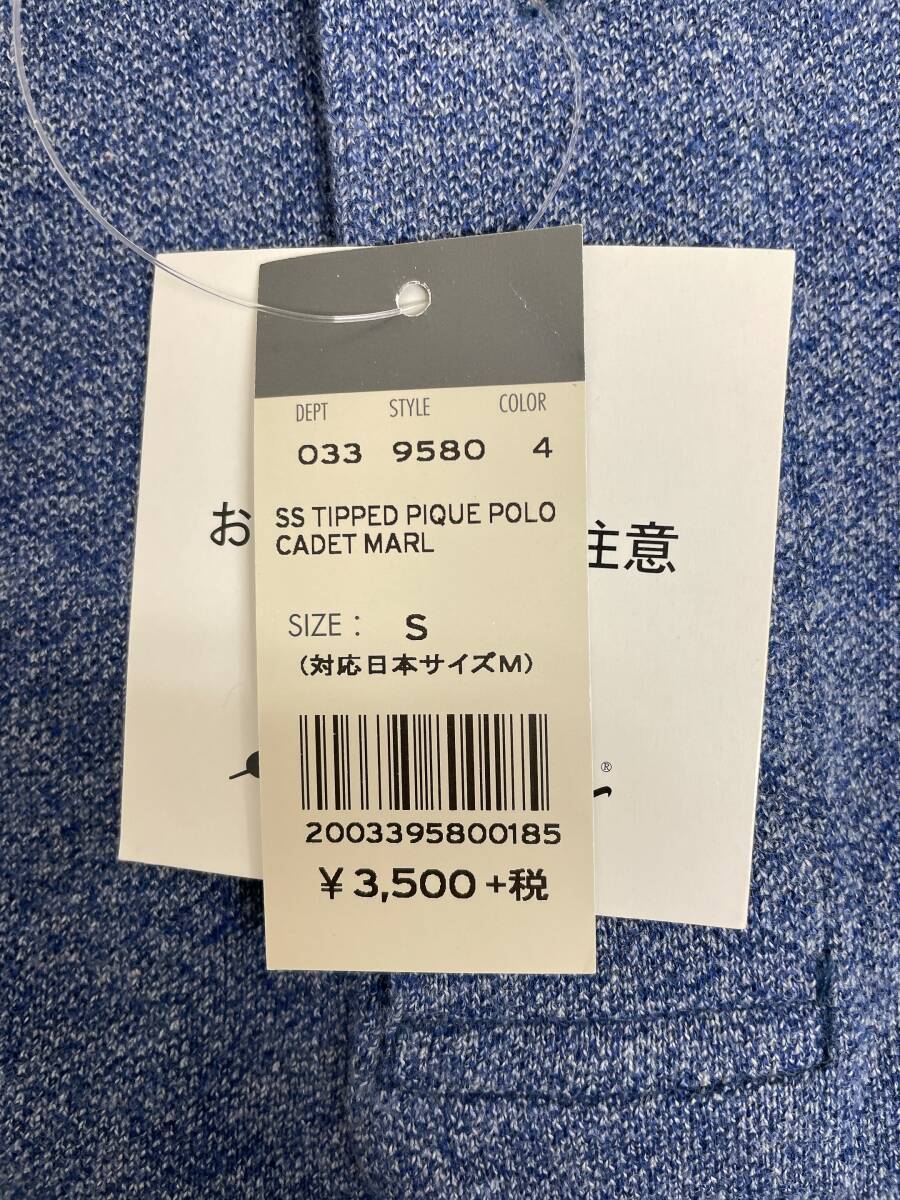 DEPT STYLE COLOR
033 9580 4
SS TIPPED PIQUE POLO
CADET MARL
お 注意
SIZE : S
(対応日本サイズM)
®
2003395800185
¥3,500+税